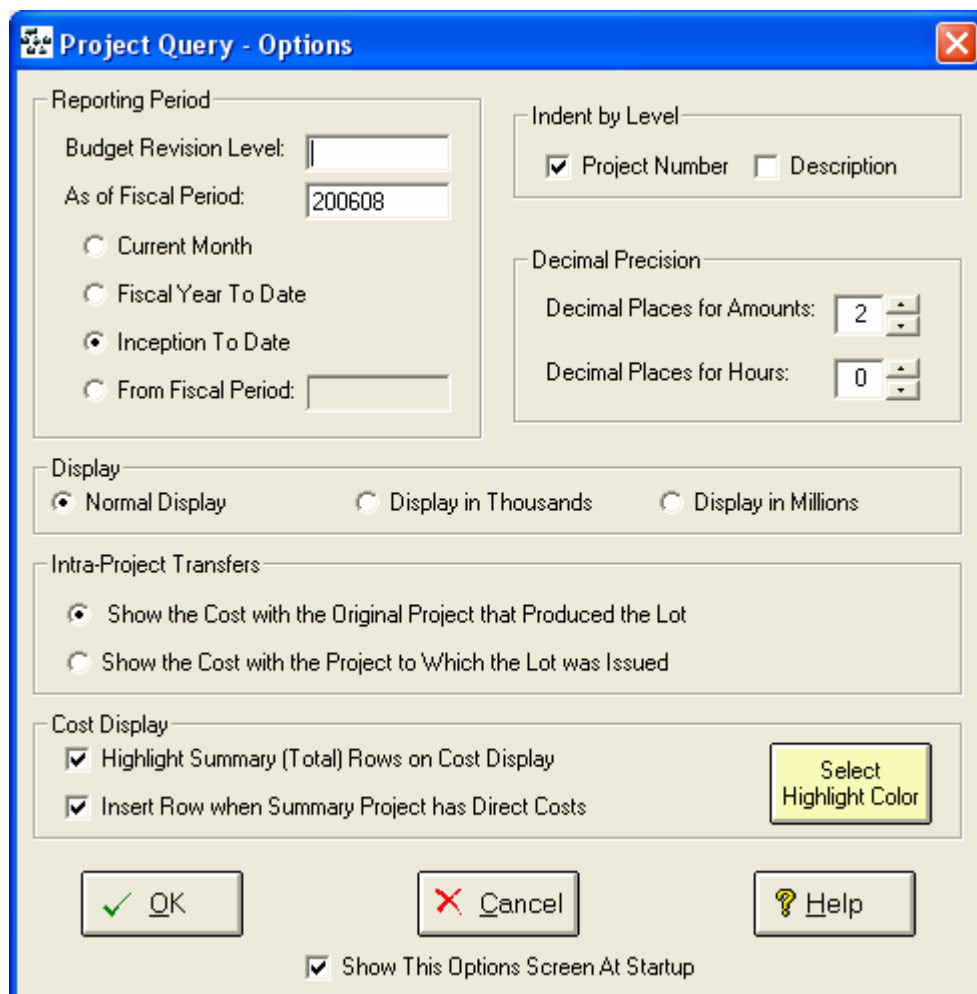 Project Query - Options
Reporting Period
Budget Revision Level:
As of Fiscal Period: 200608
Current Month
Fiscal Year To Date
Inception To Date
From Fiscal Period:
Indent by Level
Project Number Description
Decimal Precision
Decimal Places for Amounts: 2
Decimal Places for Hours: 0
Display
Normal Display Display in Thousands Display in Millions
Intra-Project Transfers
Show the Cost with the Original Project that Produced the Lot
Show the Cost with the Project to Which the Lot was Issued
Cost Display
Highlight Summary (Total) Rows on Cost Display
Insert Row when Summary Project has Direct Costs
Select
Highlight Color
OK Cancel Help
Show This Options Screen At Startup